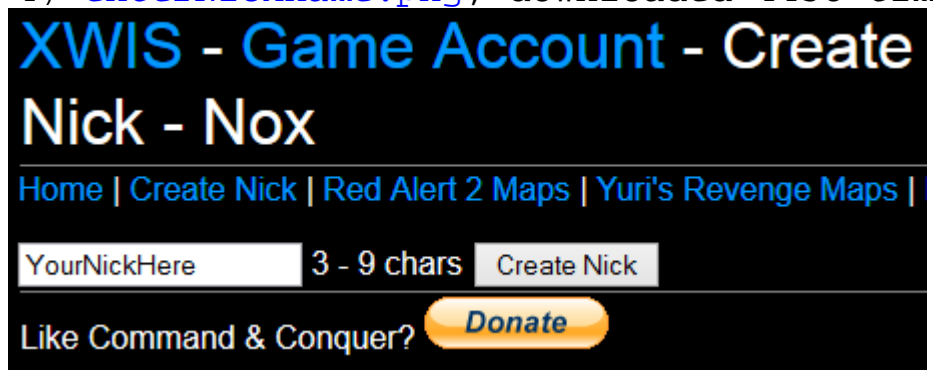 XWIS - Game Account - Create
Nick - Nox
Home | Create Nick | Red Alert 2 Maps | Yuri's Revenge Maps |
YourNickHere 3 - 9 chars Create Nick
Like Command & Conquer? Donate